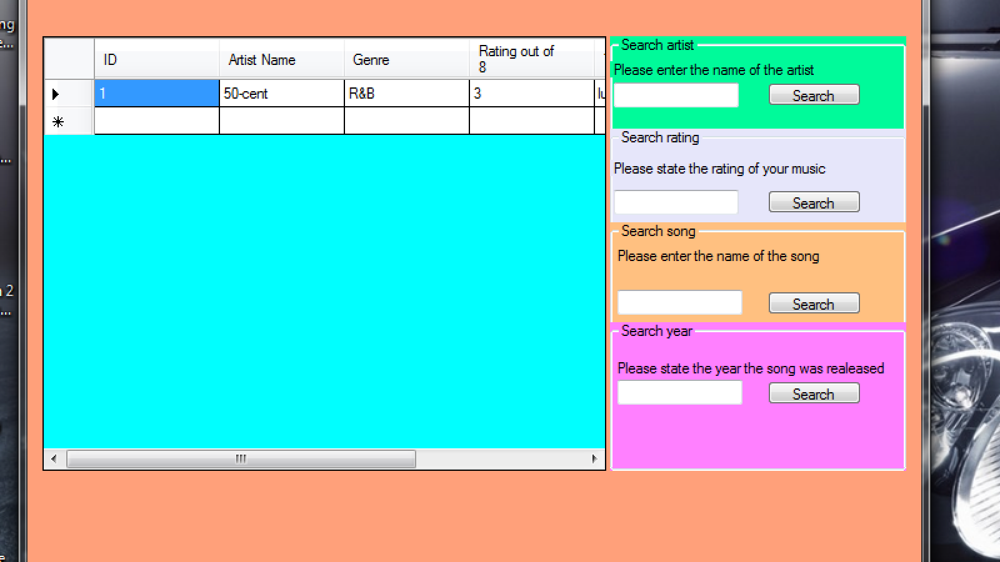 ng
e...
ID Artist Name Genre Rating out of 8
1 50-cent R&B 3
Search artist
Please enter the name of the artist
Search
Search rating
Please state the rating of your music
Search
Search song
Please enter the name of the song
Search
Search year
Please state the year the song was realeased
Search
...
2
...
e